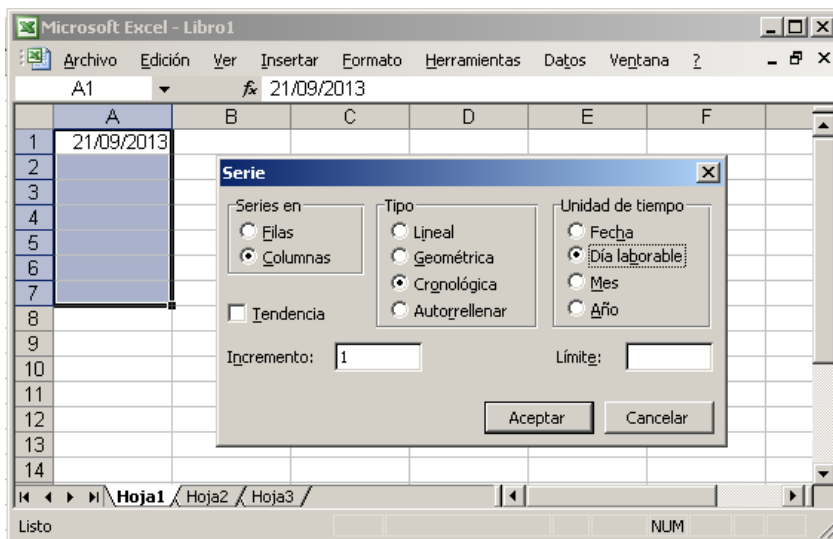 Microsoft Excel - Libro1
Archivo Edición Ver Insertar Formato Herramientas Datos Ventana ?
A1 fx 21/09/2013
A B C D E F
1 21/09/2013
2
3
4
5
6
7
8
9
10
11
12
13
14
Serie
Series en
Filas
Columnas
Tipo
Lineal
Geométrica
Cronológica
Autorrellenar
Unidad de tiempo
Fecha
Día laborable
Mes
Año
Tendencia
Incremento: 1
Límite:
Aceptar Cancelar
Hoja1 Hoja2 Hoja3
Listo NUM